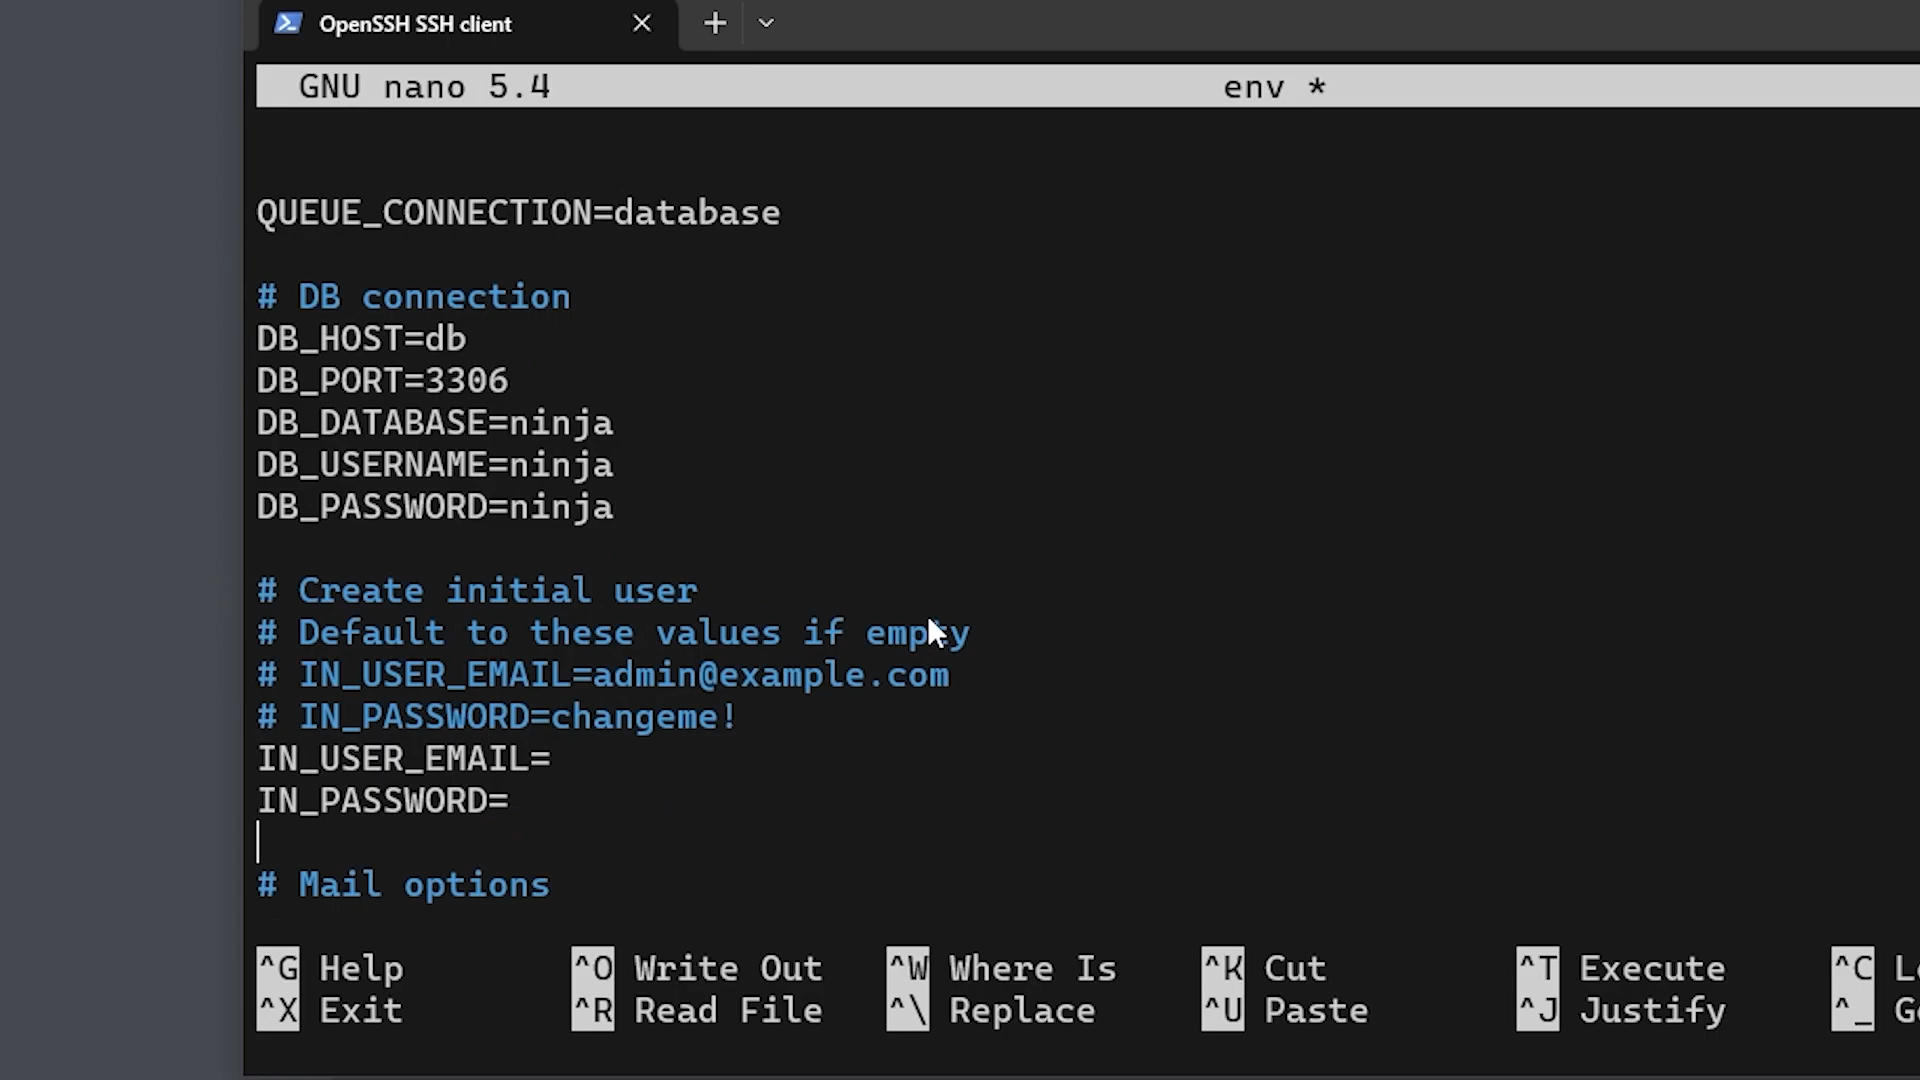 OpenSSH SSH client
GNU nano 5.4 env *
QUEUE_CONNECTION=database
# DB connection
DB_HOST=db
DB_PORT=3306
DB_DATABASE=ninja
DB_USERNAME=ninja
DB_PASSWORD=ninja
# Create initial user
# Default to these values if empty
# IN_USER_EMAIL=admin@example.com
# IN_PASSWORD=changeme!
IN_USER_EMAIL=
IN_PASSWORD=
# Mail options
^G Help ^O Write Out ^W Where Is ^K Cut ^T Execute ^C
^X Exit ^R Read File ^\ Replace ^U Paste ^J Justify ^_